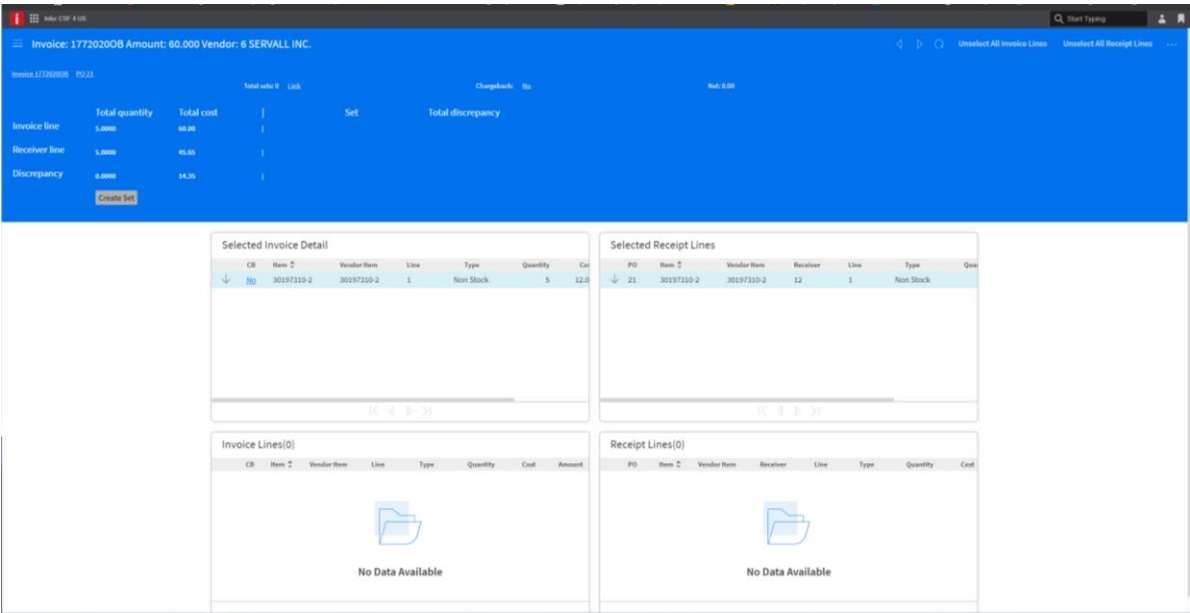 Infor CSF 4 UX Start Typing
Invoice: 1772020OB Amount: 60.000 Vendor: 6 SERVALL INC. Unselect All Invoice Lines Unselect All Receipt Lines ...
Invoice 1772020OB PO 21
Total sets: 0 Link Chargeback: No Net: 0.00
Total quantity Total cost | Set Total discrepancy
Invoice line 5.0000 60.00 |
Receiver line 5.0000 45.65 |
Discrepancy 0.0000 14.35 |
Create Set
Selected Invoice Detail
CB Item Vendor Item Line Type Quantity Co
No 30197310-2 30197310-2 1 Non Stock 5 12.0
Selected Receipt Lines
PO Item Vendor Item Receiver Line Type Qua
21 30197310-2 30197310-2 12 1 Non Stock
Invoice Lines(0)
CB Item Vendor Item Line Type Quantity Cost Amount
No Data Available
Receipt Lines(0)
PO Item Vendor Item Receiver Line Type Quantity Cost
No Data Available